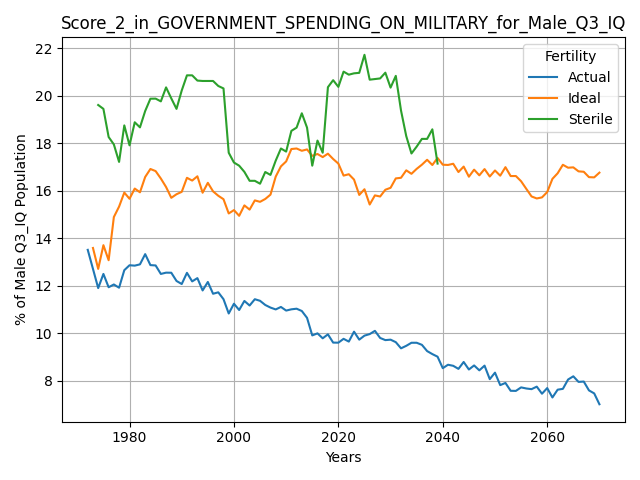 Score_2_in_GOVERNMENT_SPENDING_ON_MILITARY_for_Male_Q3_IQ
Fertility
Actual
Ideal
Sterile
% of Male Q3_IQ Population
22
20
18
16
14
12
10
8
1980
2000
2020
2040
2060
Years